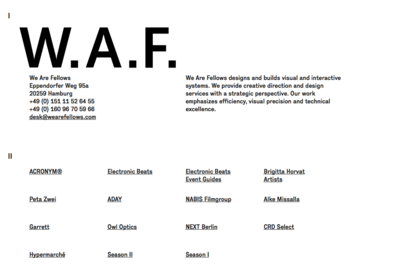 I
W.A.F.
We Are Fellows
Eppendorfer Weg 95a
20259 Hamburg
+49 (0) 151 11 52 64 55
+49 (0) 160 96 70 59 66
desk@wearefellows.com
We Are Fellows designs and builds visual and interactive
systems. We provide creative direction and design
services with a strategic perspective. Our work
emphasizes efficiency, visual precision and technical
excellence.
II
ACRONYM®
Electronic Beats
Electronic Beats
Event Guides
Brigitta Horvat
Artists
Peta Zwei
ADAY
NABIS Filmgroup
Alke Missalla
Garrett
Owl Optics
NEXT Berlin
CRD Select
Hypermarché
Season II
Season I